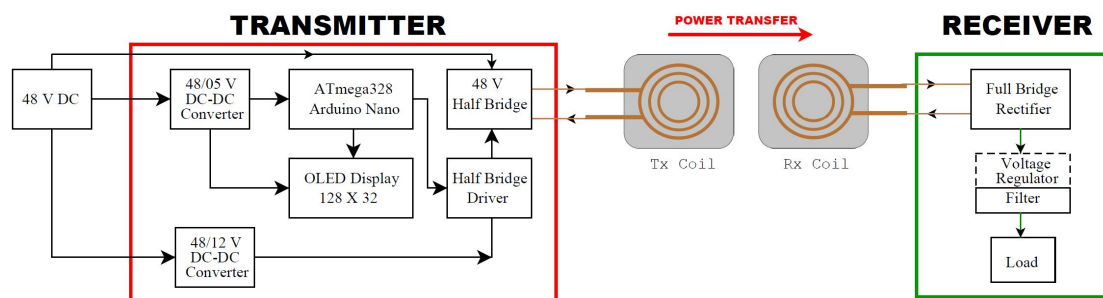 TRANSMITTER
POWER TRANSFER
RECEIVER
48 V DC
48/05 V
DC-DC
Converter
ATmega328
Arduino Nano
48 V
Half Bridge
OLED Display
128 X 32
Half Bridge
Driver
48/12 V
DC-DC
Converter
Tx Coil
Rx Coil
Full Bridge
Rectifier
Voltage
Regulator
Filter
Load